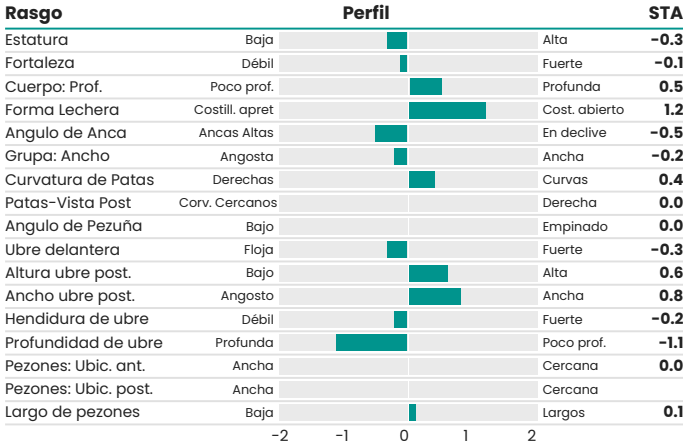 Rasgo Perfil STA
Estatura Baja Alta -0.3
Fortaleza Débil Fuerte -0.1
Cuerpo: Prof. Poco prof. Profunda 0.5
Forma Lechera Costill. apret Cost. abierto 1.2
Angulo de Anca Ancas Altas En declive -0.5
Grupa: Ancho Angosta Ancha -0.2
Curvatura de Patas Derechas Curvas 0.4
Patas-Vista Post Corv. Cercanos Derecha 0.0
Angulo de Pezuña Bajo Empinado 0.0
Ubre delantera Floja Fuerte -0.3
Altura ubre post. Bajo Alta 0.6
Ancho ubre post. Angosto Ancha 0.8
Hendidura de ubre Débil Fuerte -0.2
Profundidad de ubre Profunda Poco prof. -1.1
Pezones: Ubic. ant. Ancha Cercana 0.0
Pezones: Ubic. post. Ancha Cercana
Largo de pezones Baja Largos 0.1
-2 -1 0 1 2